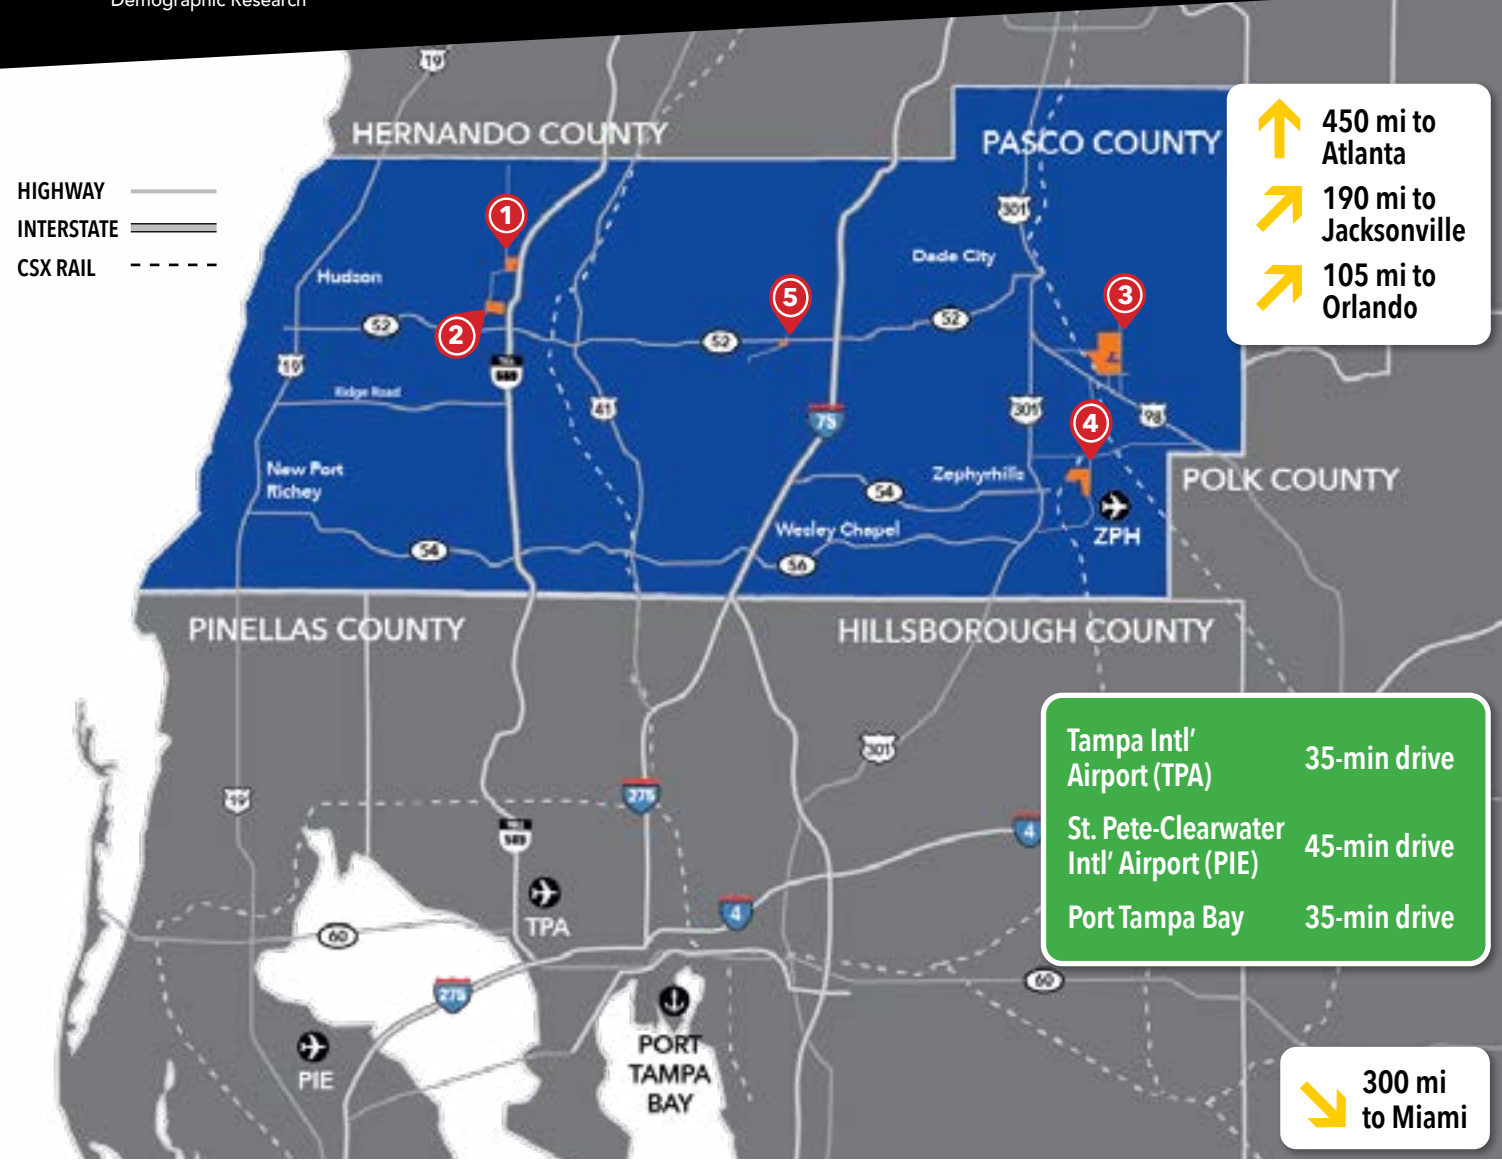 Demographic Research
19
HERNANDO COUNTY
PASCO COUNTY
450 mi to
Atlanta
190 mi to
Jacksonville
105 mi to
Orlando
HIGHWAY
INTERSTATE
CSX RAIL
1
301
Hudson
Dade City
5
3
2
52
52
52
19
589
Ridge Road
41
75
301
4
98
New Port
Richey
Zephyrhills
54
POLK COUNTY
ZPH
Wesley Chapel
54
56
PINELLAS COUNTY
HILLSBOROUGH COUNTY
301
Tampa Intl'
Airport (TPA)
35-min drive
St. Pete-Clearwater
Intl' Airport (PIE)
45-min drive
Port Tampa Bay
35-min drive
19
275
589
4
TPA
4
60
275
60
PORT
TAMPA
BAY
PIE
300 mi
to Miami